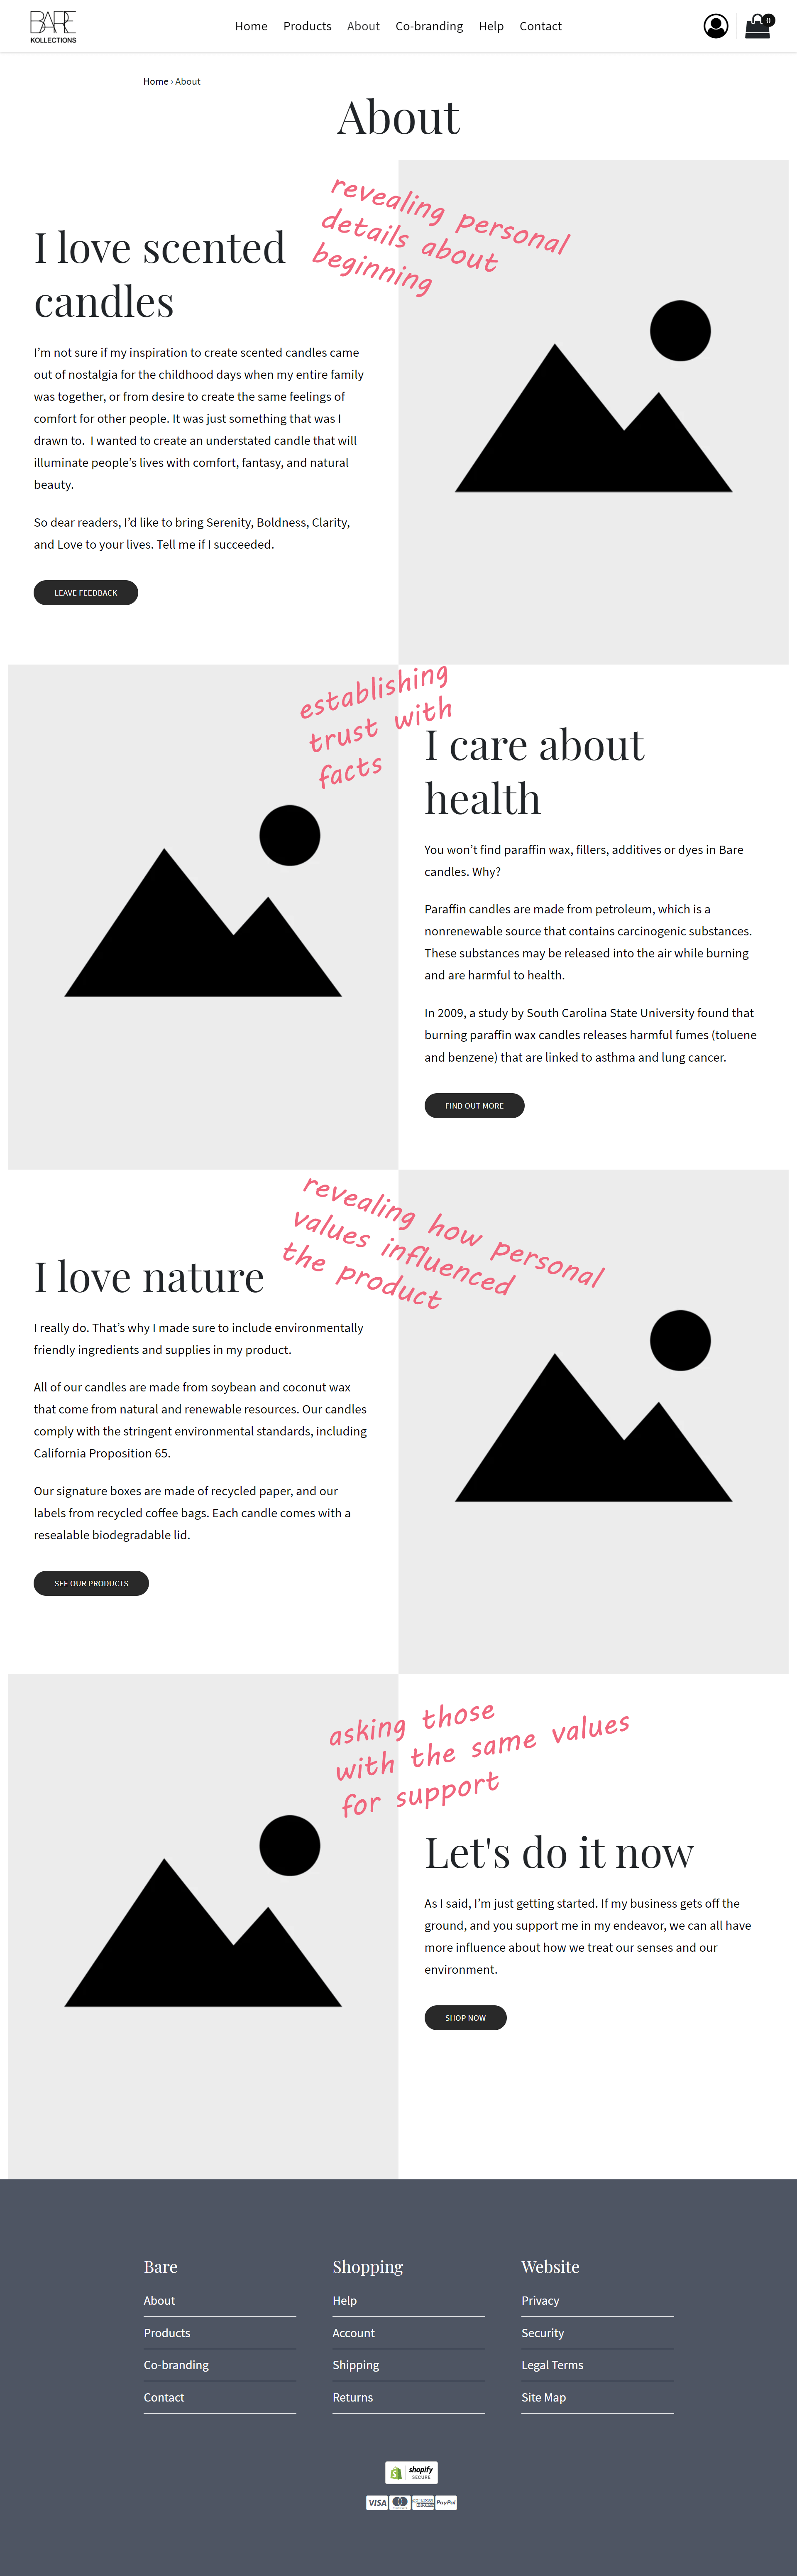 BARE
KOLLECTIONS
Home Products About Co-branding Help Contact
0
Home › About
About
revealing personal
details about
beginning
I love scented
candles
I’m not sure if my inspiration to create scented candles came
out of nostalgia for the childhood days when my entire family
was together, or from desire to create the same feelings of
comfort for other people. It was just something that was I
drawn to. I wanted to create an understated candle that will
illuminate people’s lives with comfort, fantasy, and natural
beauty.
So dear readers, I’d like to bring Serenity, Boldness, Clarity,
and Love to your lives. Tell me if I succeeded.
LEAVE FEEDBACK
establishing
trust with
facts
I care about
health
You won’t find paraffin wax, fillers, additives or dyes in Bare
candles. Why?
Paraffin candles are made from petroleum, which is a
nonrenewable source that contains carcinogenic substances.
These substances may be released into the air while burning
and are harmful to health.
In 2009, a study by South Carolina State University found that
burning paraffin wax candles releases harmful fumes (toluene
and benzene) that are linked to asthma and lung cancer.
FIND OUT MORE
revealing how personal
values influenced
the product
I love nature
I really do. That’s why I made sure to include environmentally
friendly ingredients and supplies in my product.
All of our candles are made from soybean and coconut wax
that come from natural and renewable resources. Our candles
comply with the stringent environmental standards, including
California Proposition 65.
Our signature boxes are made of recycled paper, and our
labels from recycled coffee bags. Each candle comes with a
resealable biodegradable lid.
SEE OUR PRODUCTS
asking those
with the same values
for support
Let's do it now
As I said, I’m just getting started. If my business gets off the
ground, and you support me in my endeavor, we can all have
more influence about how we treat our senses and our
environment.
SHOP NOW
Bare
About
Products
Co-branding
Contact
Shopping
Help
Account
Shipping
Returns
Website
Privacy
Security
Legal Terms
Site Map
shopify
SECURE
VISA PayPal